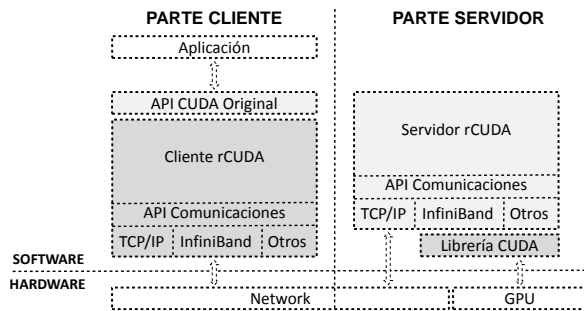 PARTE CLIENTE
PARTE SERVIDOR
Aplicación
API CUDA Original
Cliente rCUDA
API Comunicaciones
TCP/IP InfiniBand Otros
Servidor rCUDA
API Comunicaciones
TCP/IP InfiniBand Otros
Librería CUDA
SOFTWARE
HARDWARE
Network
GPU